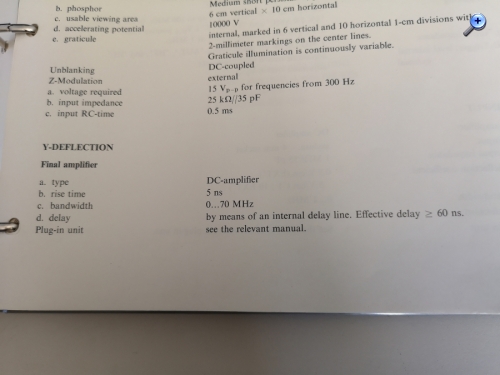 b. phosphor Medium short
c. usable viewing area 6 cm vertical × 10 cm horizontal
d. accelerating potential 10000 V
e. graticule internal, marked in 6 vertical and 10 horizontal 1-cm divisions with
2-millimeter markings on the center lines.
Graticule illumination is continuously variable.
Unblanking DC-coupled
Z-Modulation external
a. voltage required 15 Vp-p for frequencies from 300 Hz
b. input impedance 25 kΩ//35 pF
c. input RC-time 0.5 ms
Y-DEFLECTION
Final amplifier
a. type DC-amplifier
b. rise time 5 ns
c. bandwidth 0...70 MHz
d. delay by means of an internal delay line. Effective delay ≥ 60 ns.
Plug-in unit see the relevant manual.